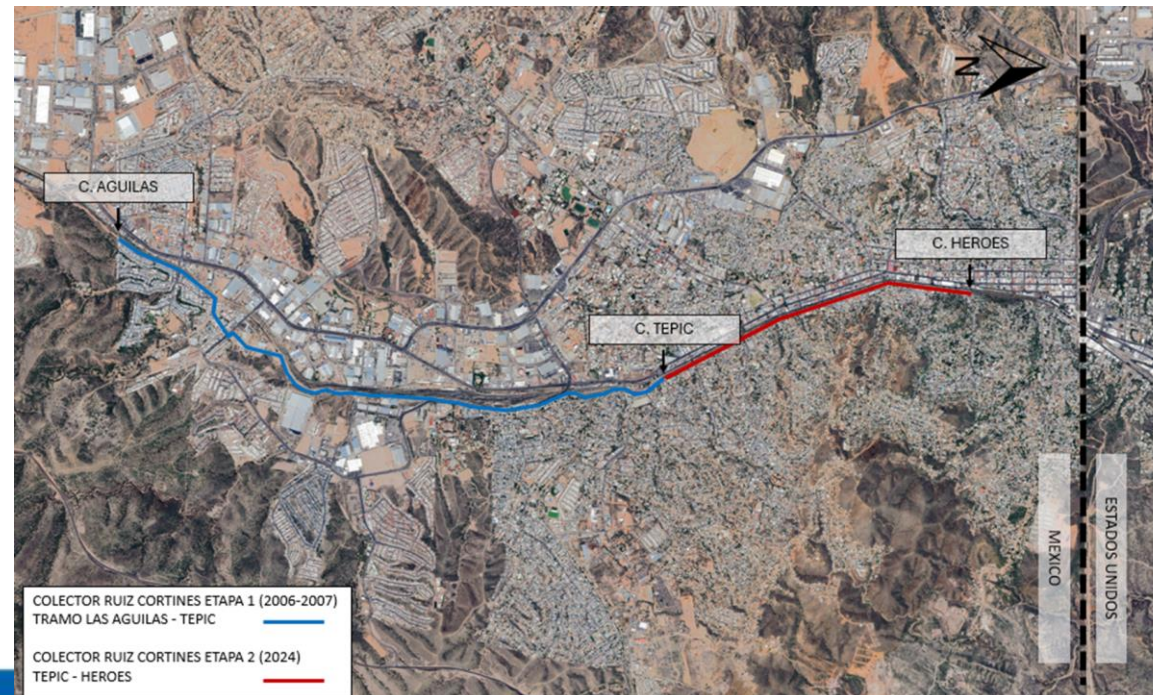 N
C. AGUILAS
C. HEROES
C. TEPIC
MEXICO
ESTADOS UNIDOS
COLECTOR RUIZ CORTINES ETAPA 1 (2006-2007)
TRAMO LAS AGUILAS - TEPIC
COLECTOR RUIZ CORTINES ETAPA 2 (2024)
TEPIC - HEROES